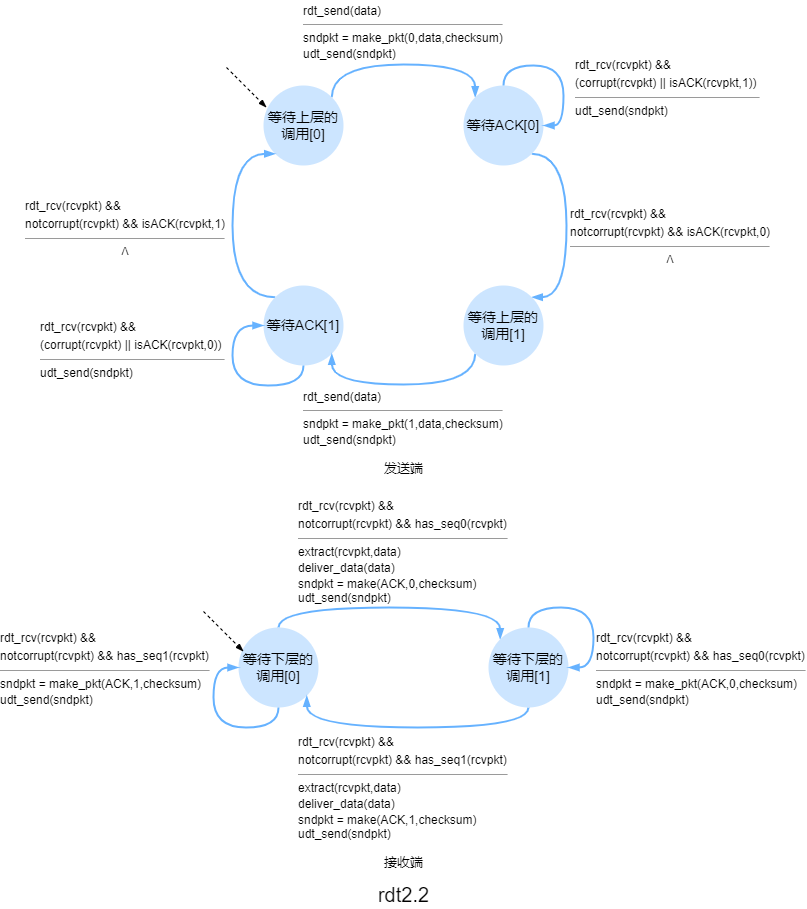 rdt_send(data)
sndpkt = make_pkt(0,data,checksum)
udt_send(sndpkt)
rdt_rcv(rcvpkt) &&
(corrupt(rcvpkt) || isACK(rcvpkt,1))
udt_send(sndpkt)
等待上层的
调用[0]
等待ACK[0]
rdt_rcv(rcvpkt) &&
notcorrupt(rcvpkt) && isACK(rcvpkt,1)
Λ
rdt_rcv(rcvpkt) &&
notcorrupt(rcvpkt) && isACK(rcvpkt,0)
Λ
等待ACK[1]
等待上层的
调用[1]
rdt_rcv(rcvpkt) &&
(corrupt(rcvpkt) || isACK(rcvpkt,0))
udt_send(sndpkt)
rdt_send(data)
sndpkt = make_pkt(1,data,checksum)
udt_send(sndpkt)
发送端
rdt_rcv(rcvpkt) &&
notcorrupt(rcvpkt) && has_seq0(rcvpkt)
extract(rcvpkt,data)
deliver_data(data)
sndpkt = make(ACK,0,checksum)
udt_send(sndpkt)
rdt_rcv(rcvpkt) &&
notcorrupt(rcvpkt) && has_seq1(rcvpkt)
sndpkt = make_pkt(ACK,1,checksum)
udt_send(sndpkt)
等待下层的
调用[0]
等待下层的
调用[1]
rdt_rcv(rcvpkt) &&
notcorrupt(rcvpkt) && has_seq0(rcvpkt)
sndpkt = make_pkt(ACK,0,checksum)
udt_send(sndpkt)
rdt_rcv(rcvpkt) &&
notcorrupt(rcvpkt) && has_seq1(rcvpkt)
extract(rcvpkt,data)
deliver_data(data)
sndpkt = make(ACK,1,checksum)
udt_send(sndpkt)
接收端
rdt2.2